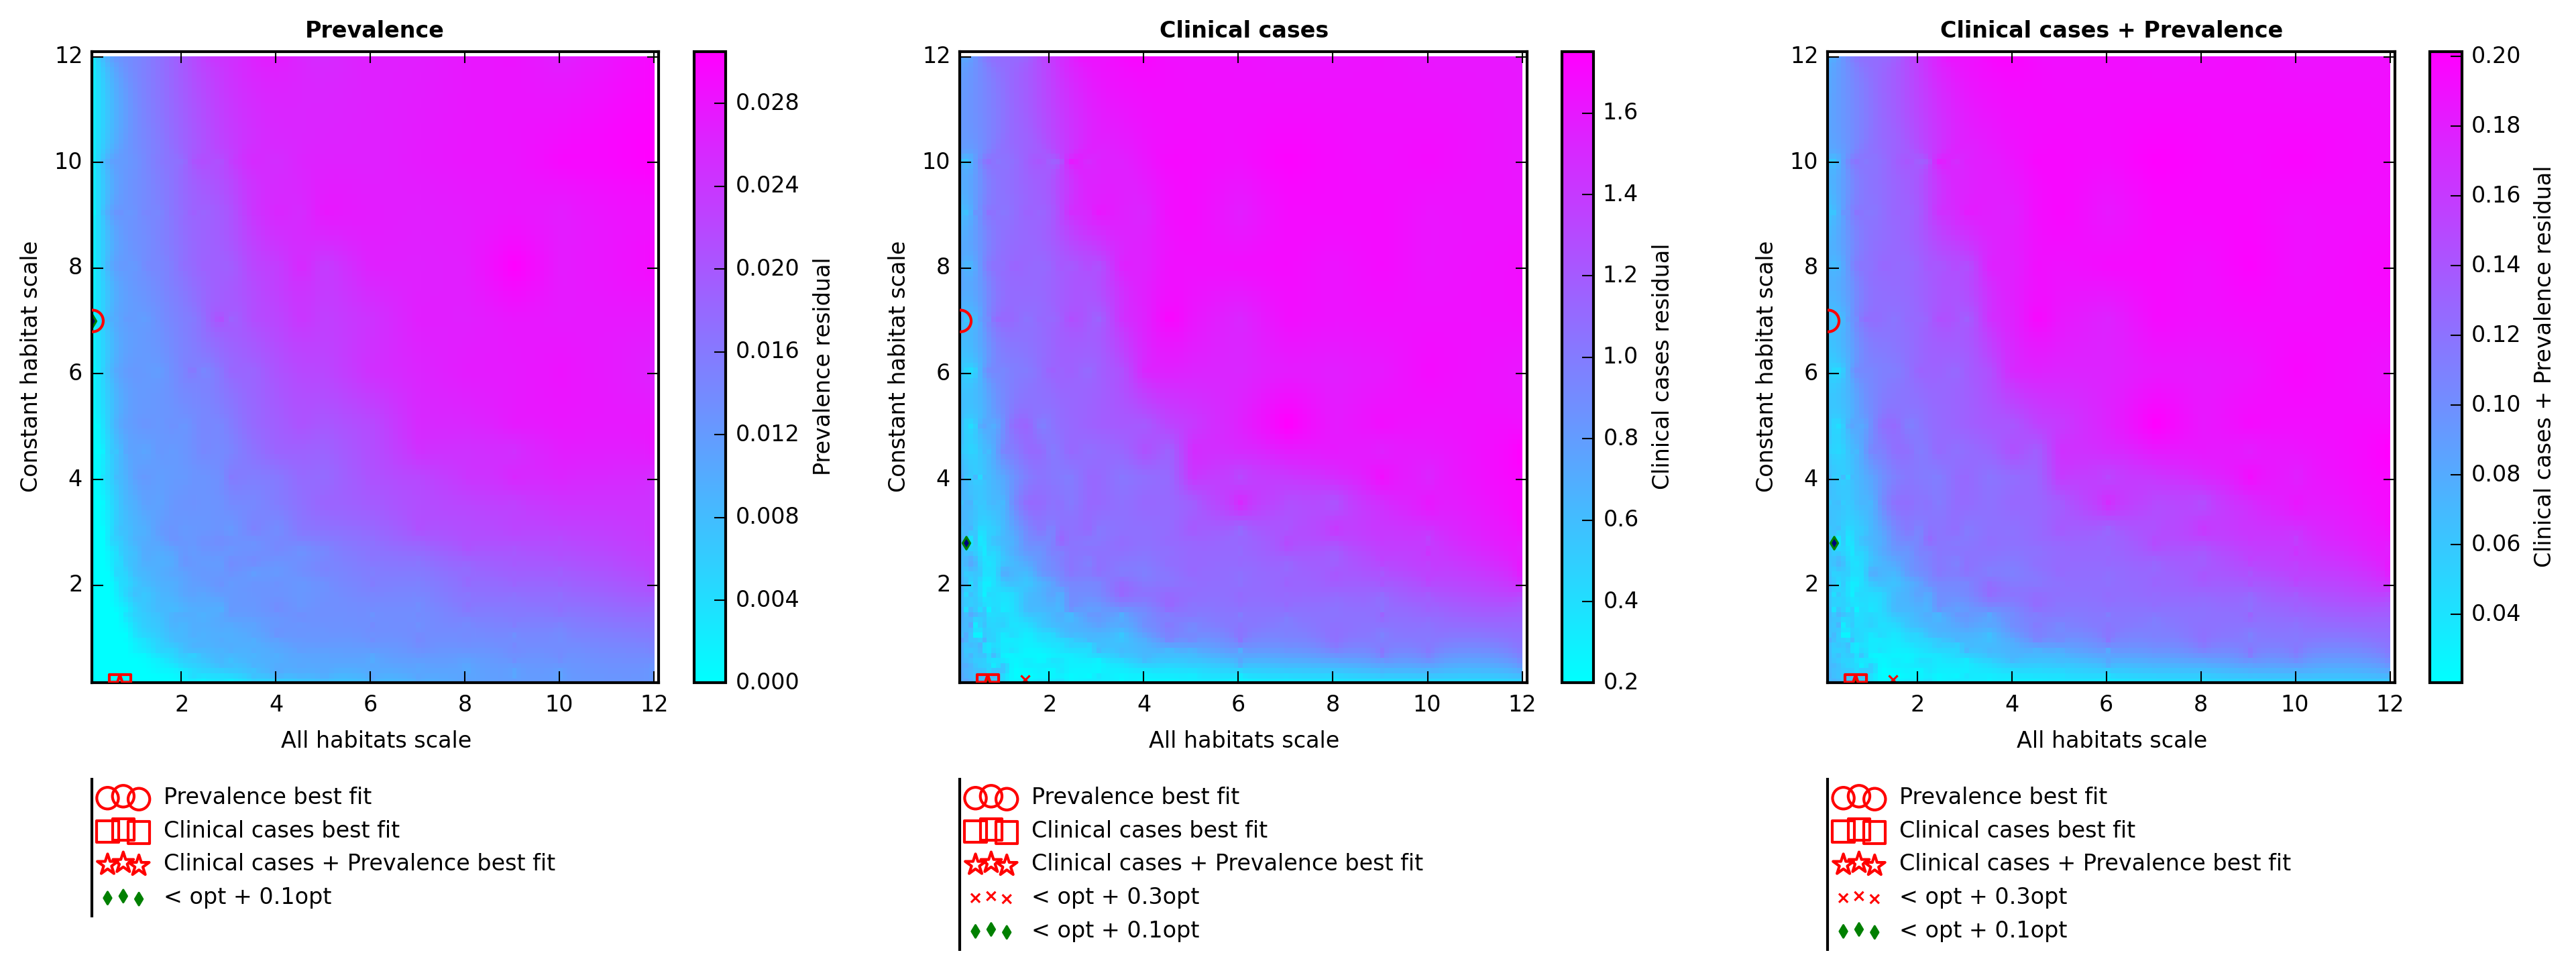 Prevalence
12
10
8
6
4
2
Constant habitat scale
2 4 6 8 10 12
All habitats scale
0.028
0.024
0.020
0.016
0.012
0.008
0.004
0.000
Prevalence residual
Prevalence best fit
Clinical cases best fit
Clinical cases + Prevalence best fit
< opt + 0.1opt
Clinical cases
12
10
8
6
4
2
Constant habitat scale
2 4 6 8 10 12
All habitats scale
1.6
1.4
1.2
1.0
0.8
0.6
0.4
0.2
Clinical cases residual
Prevalence best fit
Clinical cases best fit
Clinical cases + Prevalence best fit
< opt + 0.3opt
< opt + 0.1opt
Clinical cases + Prevalence
12
10
8
6
4
2
Constant habitat scale
2 4 6 8 10 12
All habitats scale
0.20
0.18
0.16
0.14
0.12
0.10
0.08
0.06
0.04
Clinical cases + Prevalence residual
Prevalence best fit
Clinical cases best fit
Clinical cases + Prevalence best fit
< opt + 0.3opt
< opt + 0.1opt